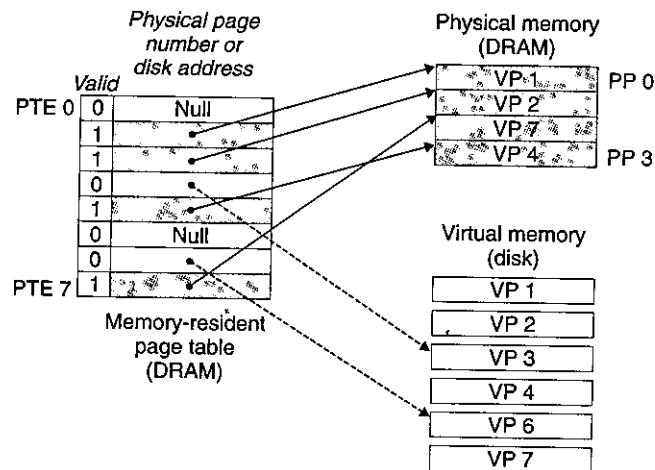 Physical page
number or
disk address
Valid
PTE 0
0
Null
1
1
0
1
0
Null
0
PTE 7
1
Memory-resident
page table
(DRAM)
Physical memory
(DRAM)
VP 1
PP 0
VP 2
VP 7
VP 4
PP 3
Virtual memory
(disk)
VP 1
VP 2
VP 3
VP 4
VP 6
VP 7